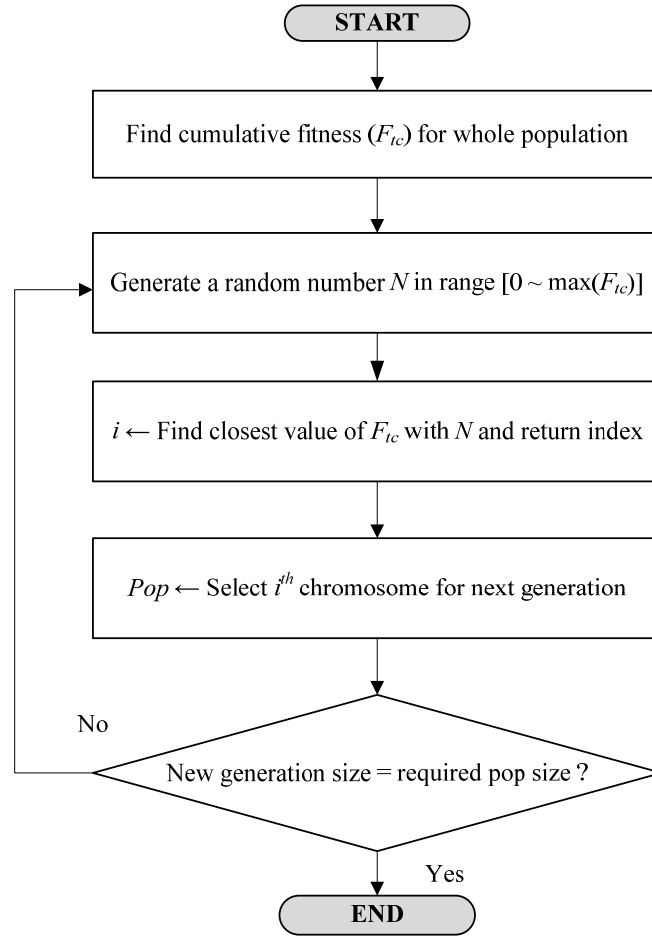 START
Find cumulative fitness (Ftc) for whole population
Generate a random number N in range [0 ~ max(Ftc)]
i ← Find closest value of Ftc with N and return index
Pop ← Select ith chromosome for next generation
No
New generation size = required pop size ?
Yes
END